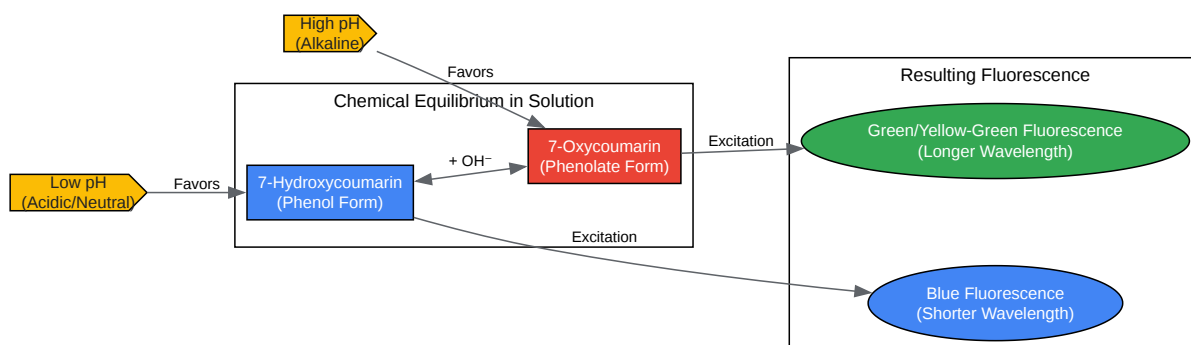 High pH
(Alkaline)
Favors
Chemical Equilibrium in Solution
Resulting Fluorescence
7-Oxycoumarin
(Phenolate Form)
Excitation
Green/Yellow-Green Fluorescence
(Longer Wavelength)
+ OH⁻
Low pH
(Acidic/Neutral)
Favors
7-Hydroxycoumarin
(Phenol Form)
Excitation
Blue Fluorescence
(Shorter Wavelength)